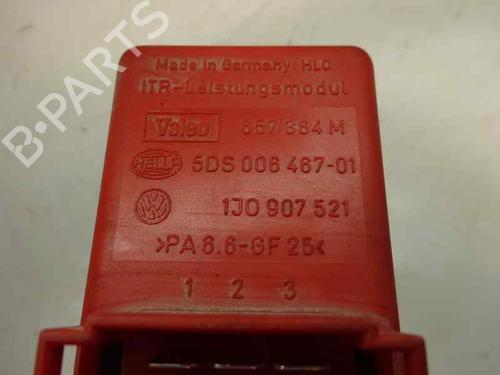 Made in Germany HLO
ITR-Leistungsmodul
Valeo 657 364 M
HELLA 5DS 006 467-01
1J0 907 521
>PA 6.6-GF 25<
1 2 3
B-PARTS